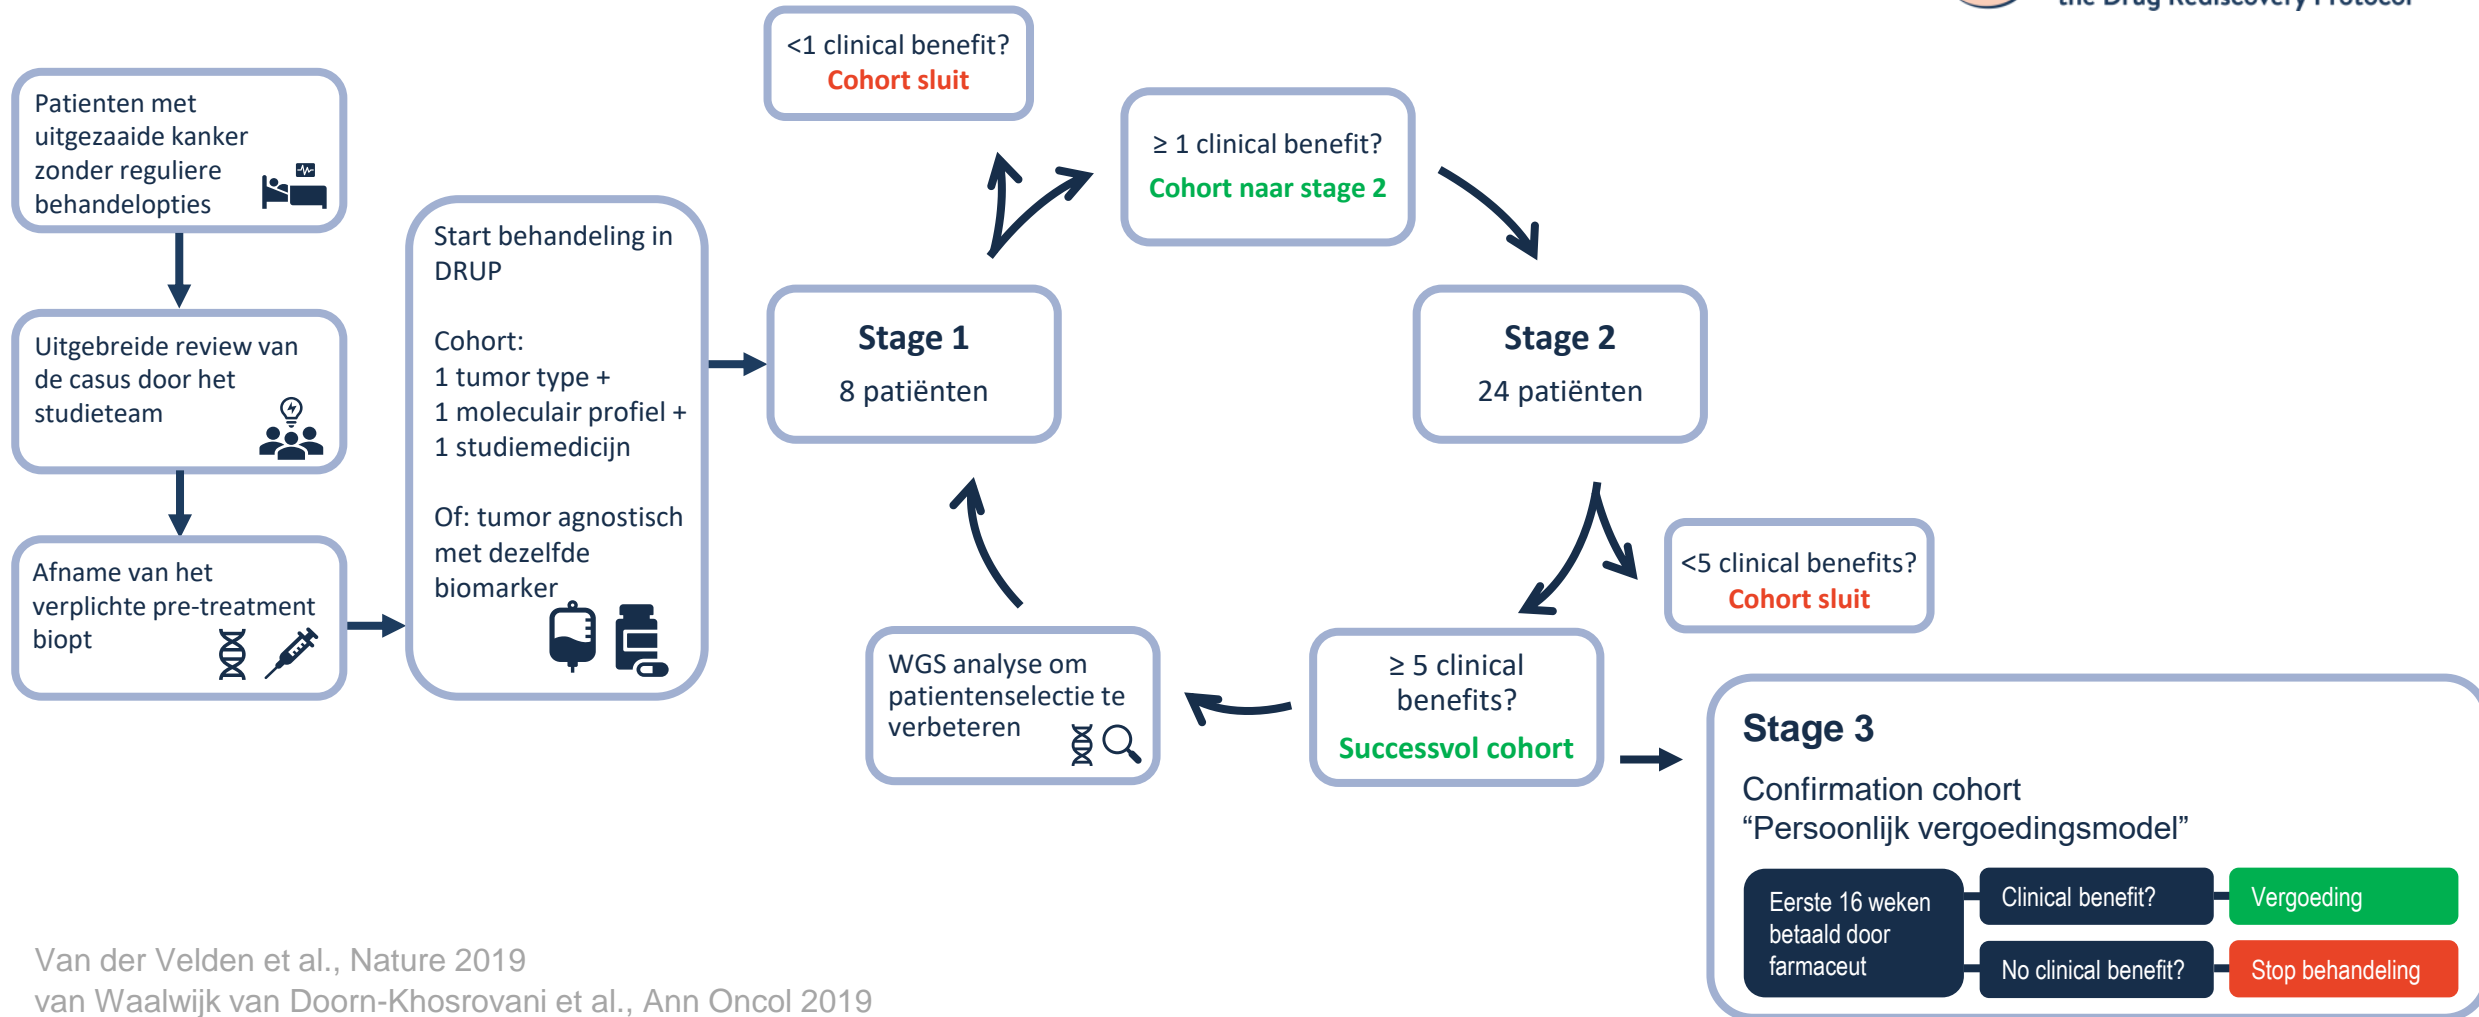 the Drug Rediscovery Protocol
Patienten met
uitgezaaide kanker
zonder reguliere
behandelopties
Uitgebreide review van
de casus door het
studieteam
Afname van het
verplichte pre-treatment
biopt
Start behandeling in
DRUP
Cohort:
1 tumor type +
1 moleculair profiel +
1 studiemedicijn
Of: tumor agnostisch
met dezelfde
biomarker
<1 clinical benefit?
Cohort sluit
≥ 1 clinical benefit?
Cohort naar stage 2
Stage 1
8 patiënten
Stage 2
24 patiënten
<5 clinical benefits?
Cohort sluit
≥ 5 clinical
benefits?
Successvol cohort
WGS analyse om
patientenselectie te
verbeteren
Stage 3
Confirmation cohort
“Persoonlijk vergoedingsmodel”
Eerste 16 weken
betaald door
farmaceut
Clinical benefit?
Vergoeding
No clinical benefit?
Stop behandeling
Van der Velden et al., Nature 2019
van Waalwijk van Doorn-Khosrovani et al., Ann Oncol 2019